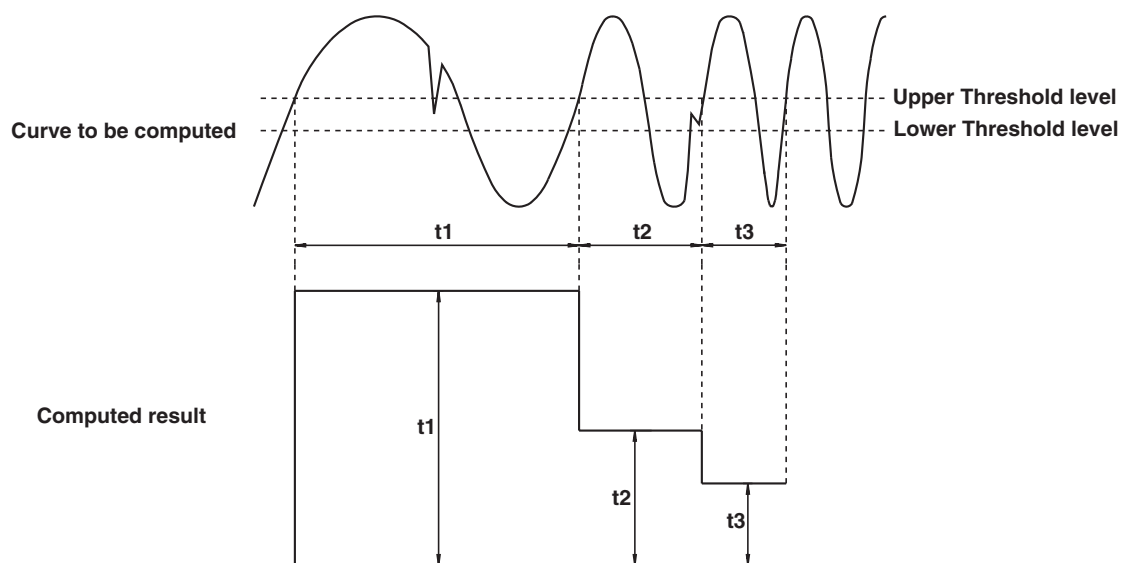 Upper Threshold level
Curve to be computed
Lower Threshold level
t1
t2
t3
Computed result
t1
t2
t3